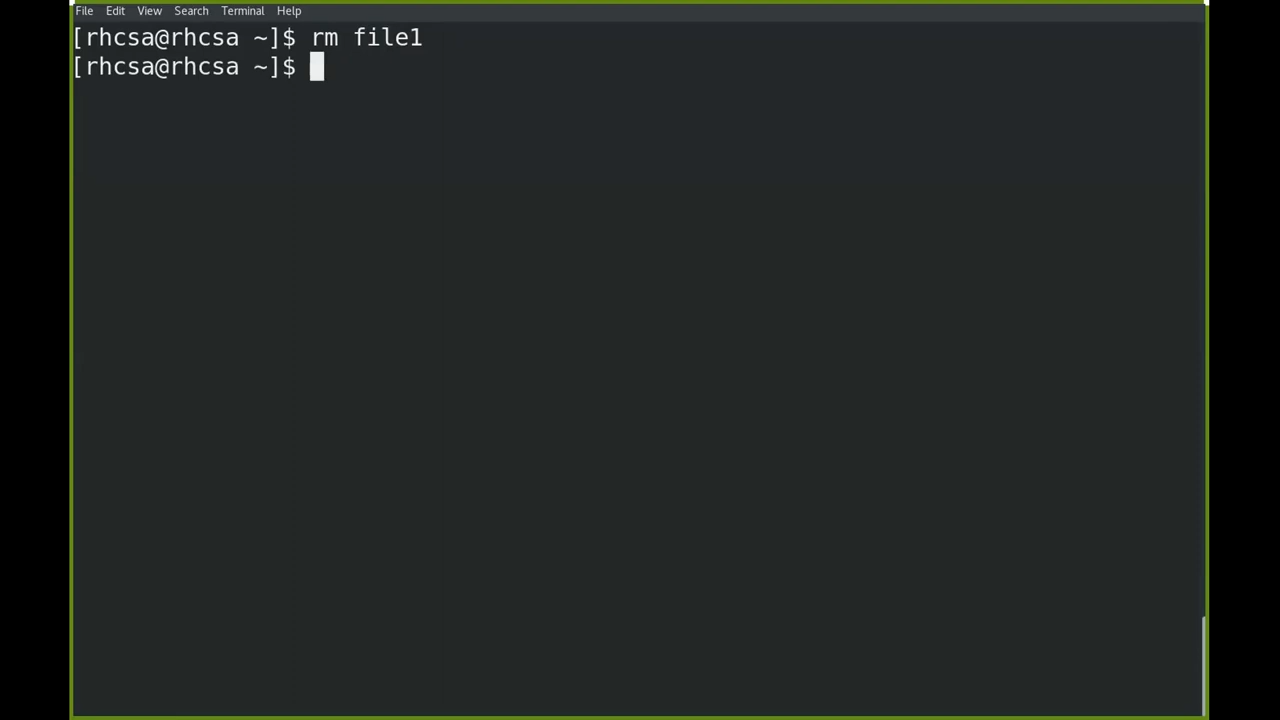 File Edit View Search Terminal Help
[rhcsa@rhcsa ~]$ rm file1
[rhcsa@rhcsa ~]$